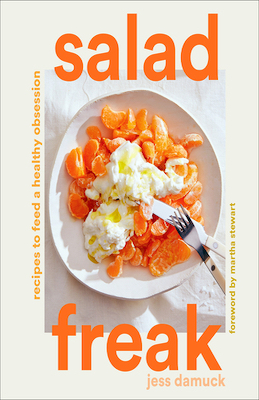 salad
recipes to feed a healthy obsession
foreword by martha stewart
freak
jess damuck